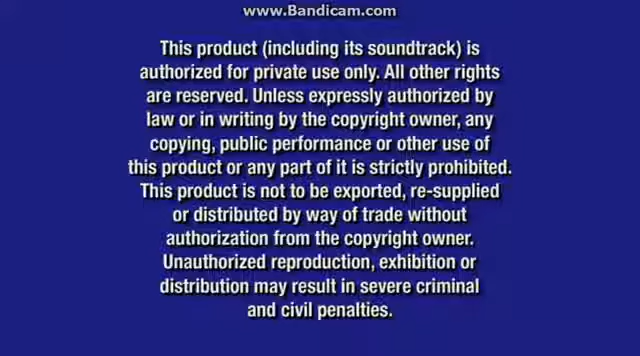 www.Bandicam.com
This product (including its soundtrack) is
authorized for private use only. All other rights
are reserved. Unless expressly authorized by
law or in writing by the copyright owner, any
copying, public performance or other use of
this product or any part of it is strictly prohibited.
This product is not to be exported, re-supplied
or distributed by way of trade without
authorization from the copyright owner.
Unauthorized reproduction, exhibition or
distribution may result in severe criminal
and civil penalties.